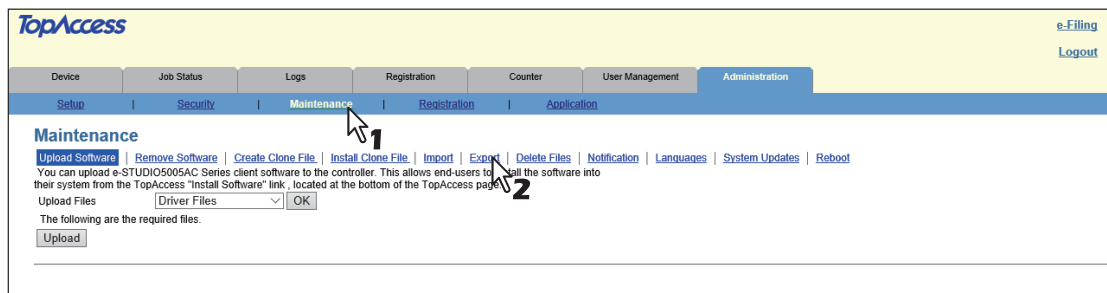 TopAccess
e-Filing
Logout
Device Job Status Logs Registration Counter User Management Administration
Setup | Security | Maintenance | Registration | Application
1
Maintenance
Upload Software | Remove Software | Create Clone File | Install Clone File | Import | Export | Delete Files | Notification | Languages | System Updates | Reboot
You can upload e-STUDIO5005AC Series client software to the controller. This allows end-users to install the software into
their system from the TopAccess "Install Software" link , located at the bottom of the TopAccess page.
2
Upload Files Driver Files OK
The following are the required files.
Upload